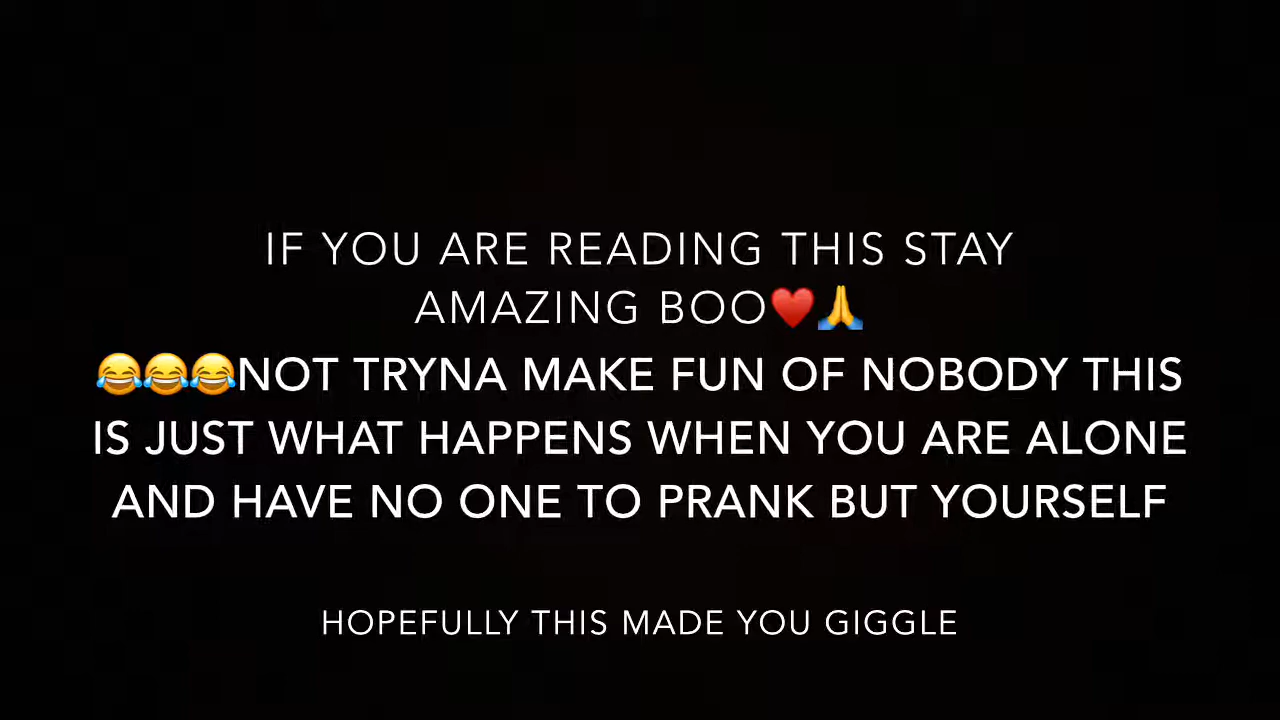 IF YOU ARE READING THIS STAY
AMAZING BOO❤️🙏
😂😂😂NOT TRYNA MAKE FUN OF NOBODY THIS
IS JUST WHAT HAPPENS WHEN YOU ARE ALONE
AND HAVE NO ONE TO PRANK BUT YOURSELF
HOPEFULLY THIS MADE YOU GIGGLE